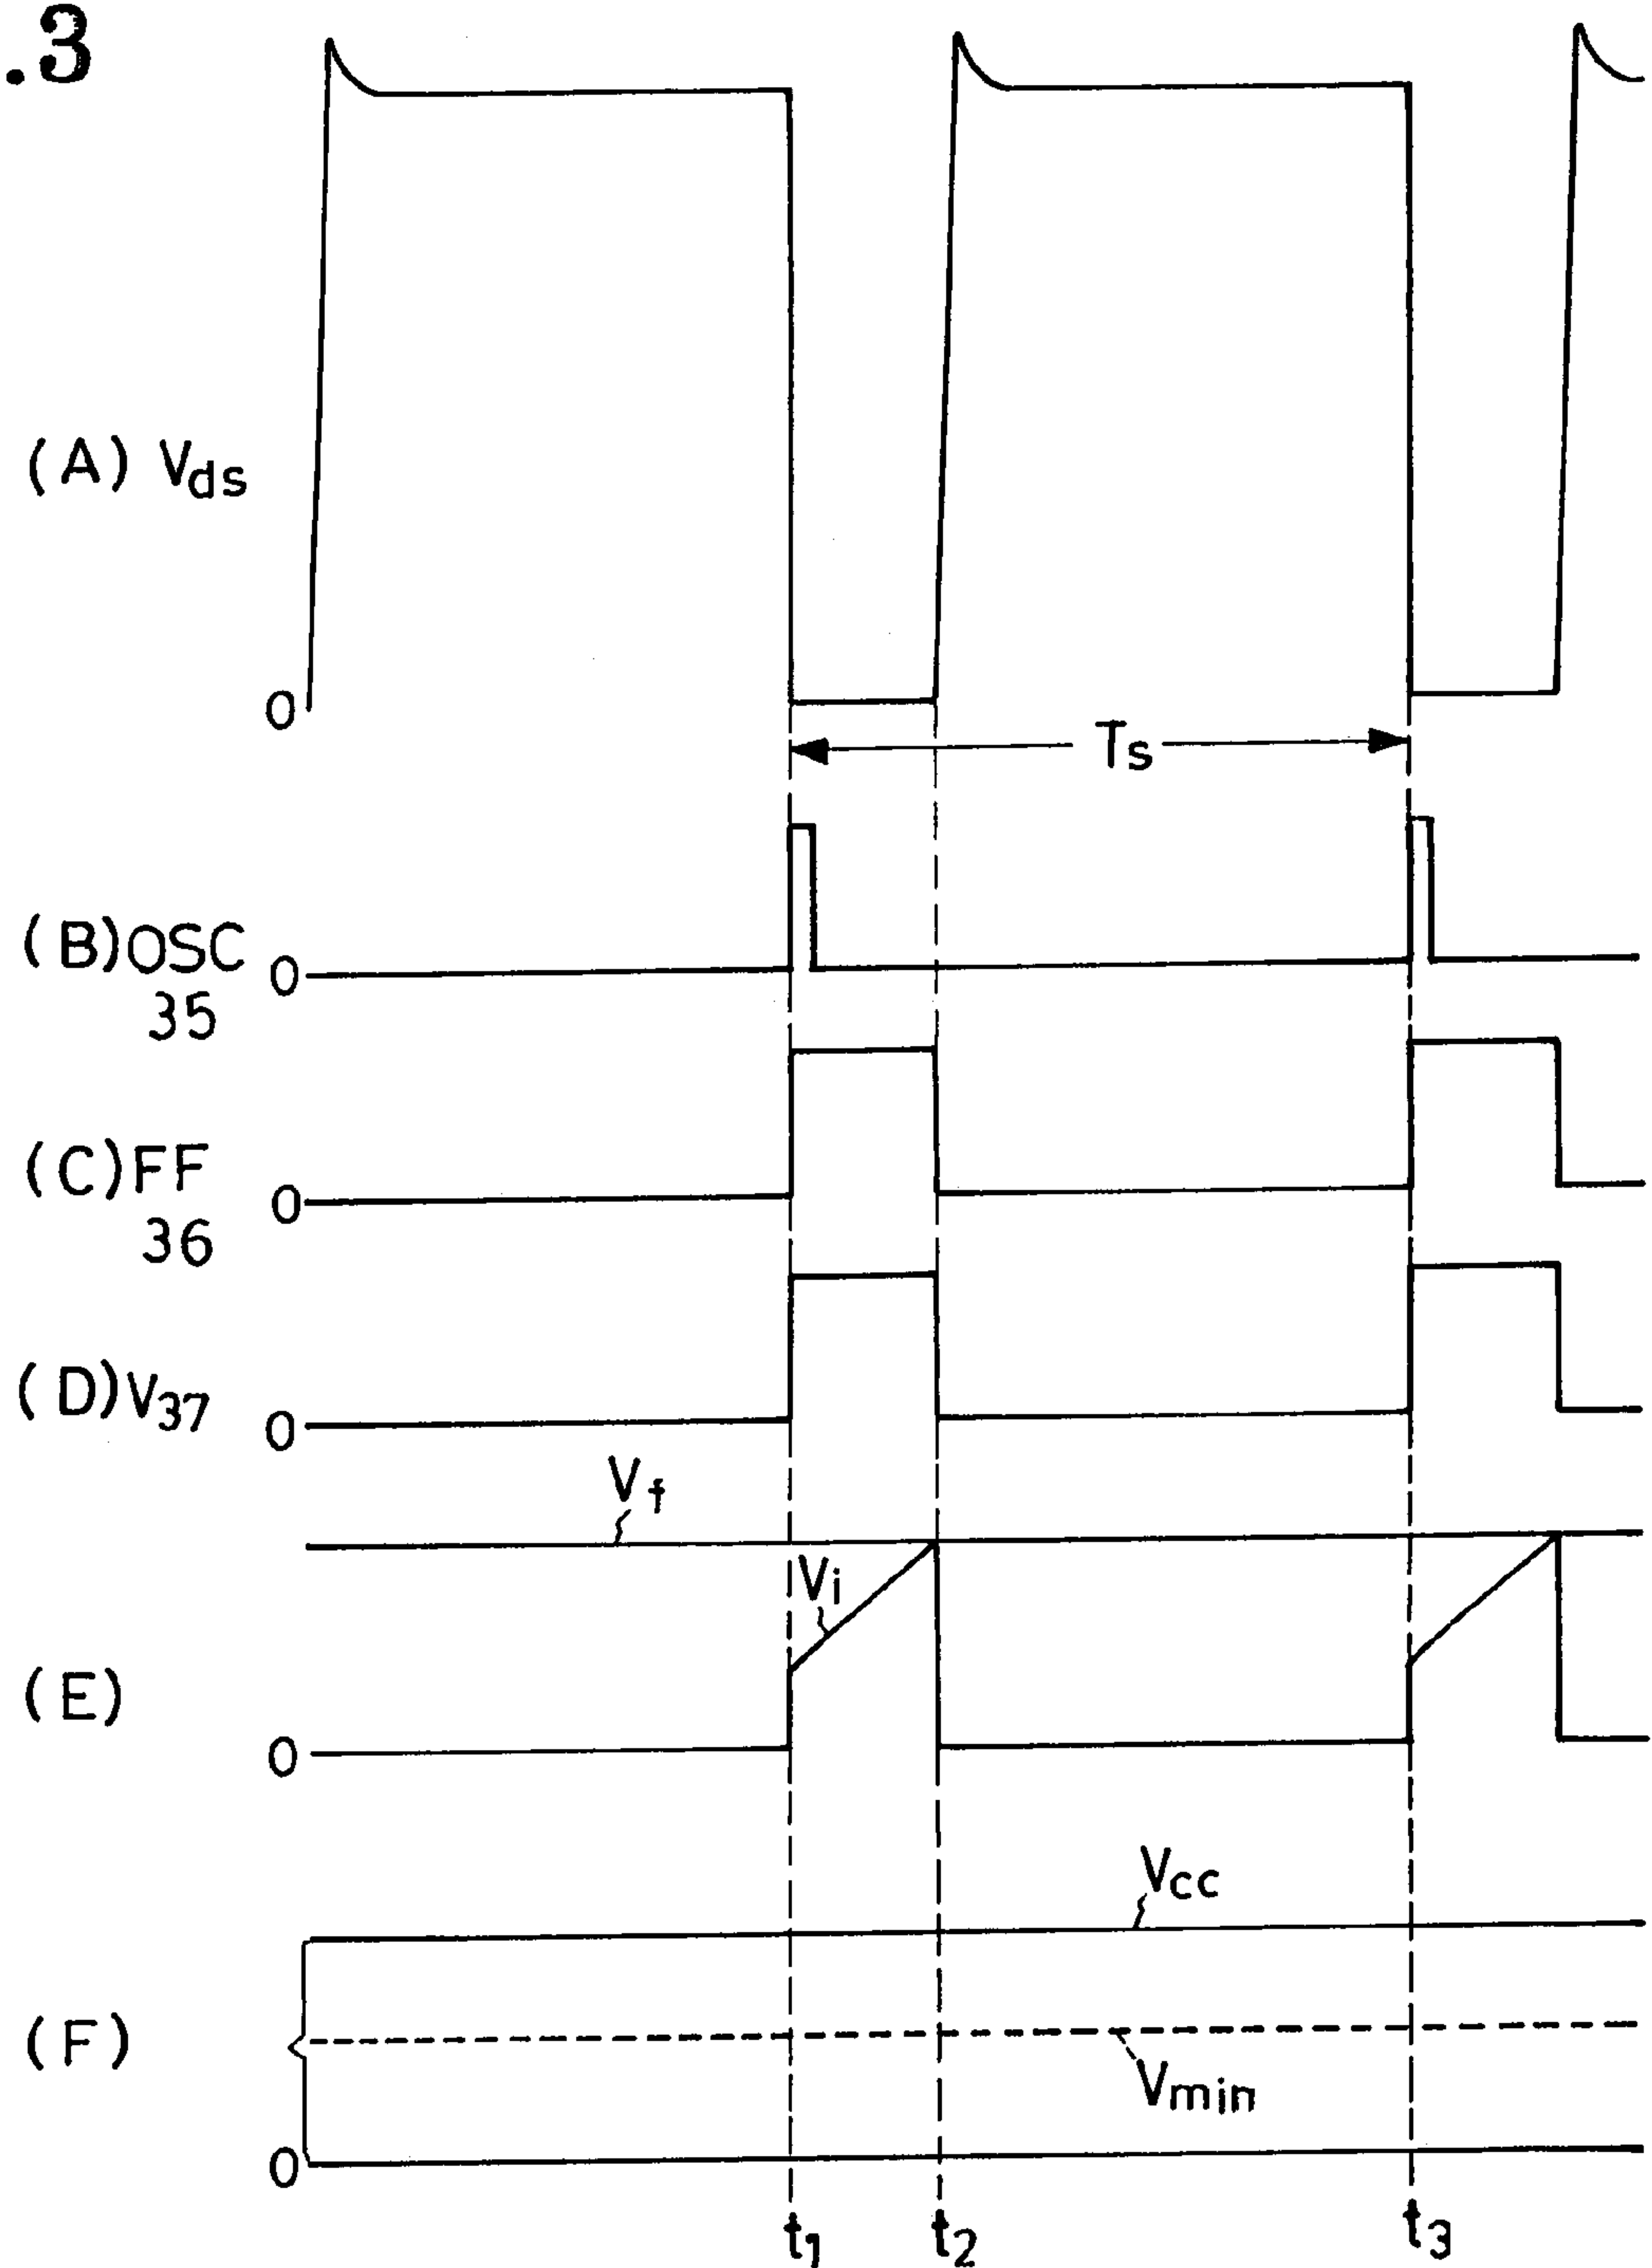 .3
(A) Vds
0
Ts
(B) OSC
35
0
(C) FF
36
0
(D) V37
0
Vf
Vi
(E)
0
Vcc
(F)
Vmin
0
t1 t2 t3